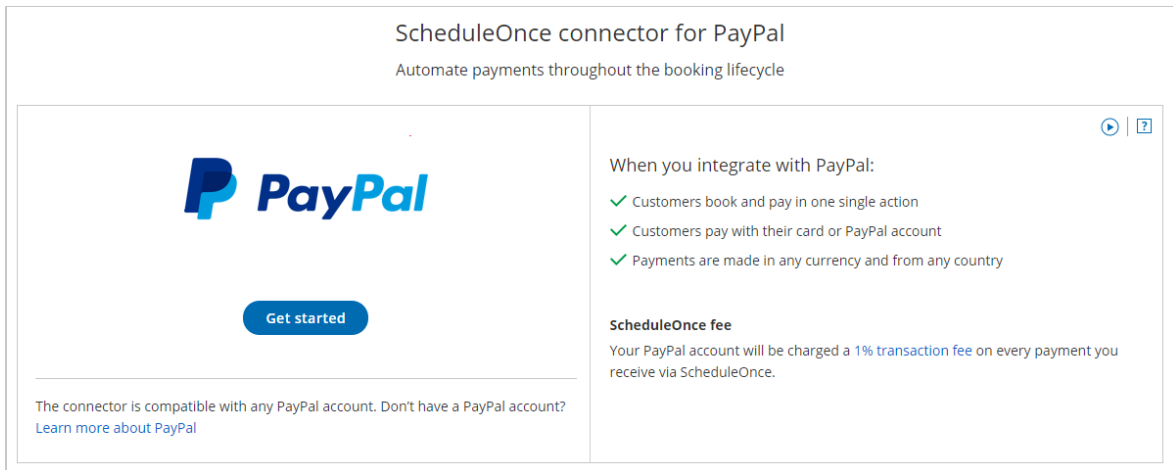 ScheduleOnce connector for PayPal
Automate payments throughout the booking lifecycle
PayPal
Get started
The connector is compatible with any PayPal account. Don't have a PayPal account?
Learn more about PayPal
?
When you integrate with PayPal:
Customers book and pay in one single action
Customers pay with their card or PayPal account
Payments are made in any currency and from any country
ScheduleOnce fee
Your PayPal account will be charged a 1% transaction fee on every payment you
receive via ScheduleOnce.